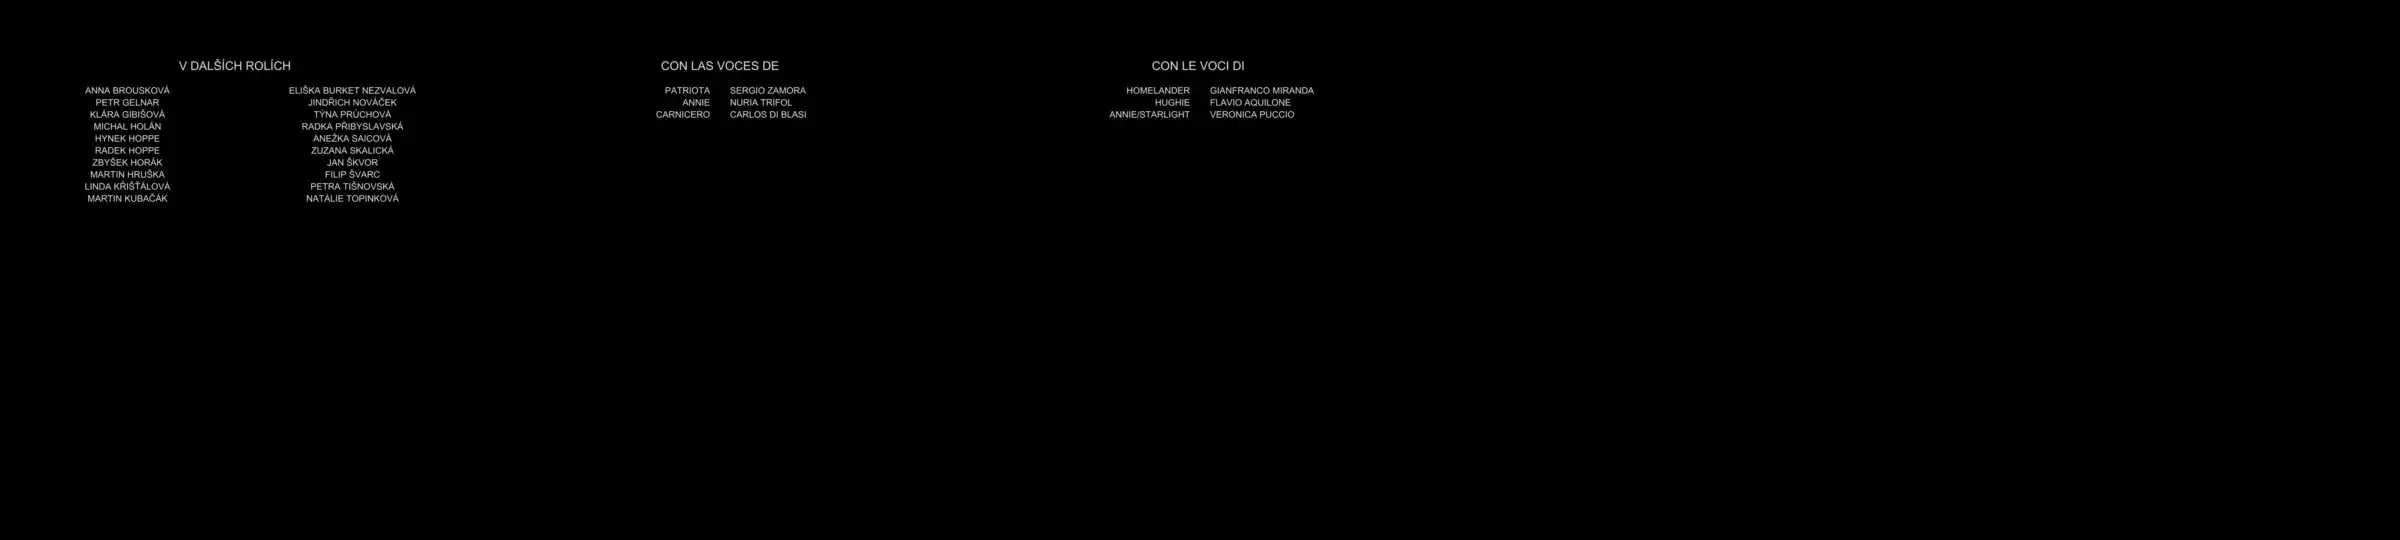 V DALŠÍCH ROLÍCH
ANNA BROUSKOVÁ ELIŠKA BURKET NEZVALOVÁ
PETR GELNAR JINDŘICH NOVÁČEK
KLÁRA GIBIŠOVÁ TÝNA PRŮCHOVÁ
MICHAL HOLÁN RADKA PŘIBYSLAVSKÁ
HYNEK HOPPE ANEŽKA SAICOVÁ
RADEK HOPPE ZUZANA SKALICKÁ
ZBYŠEK HORÁK JAN ŠKVOR
MARTIN HRUŠKA FILIP ŠVARC
LINDA KŘIŠŤÁLOVÁ PETRA TIŠNOVSKÁ
MARTIN KUBAČÁK NATÁLIE TOPINKOVÁ
CON LAS VOCES DE
PATRIOTA SERGIO ZAMORA
ANNIE NURIA TRIFOL
CARNICERO CARLOS DI BLASI
CON LE VOCI DI
HOMELANDER GIANFRANCO MIRANDA
HUGHIE FLAVIO AQUILONE
ANNIE/STARLIGHT VERONICA PUCCIO